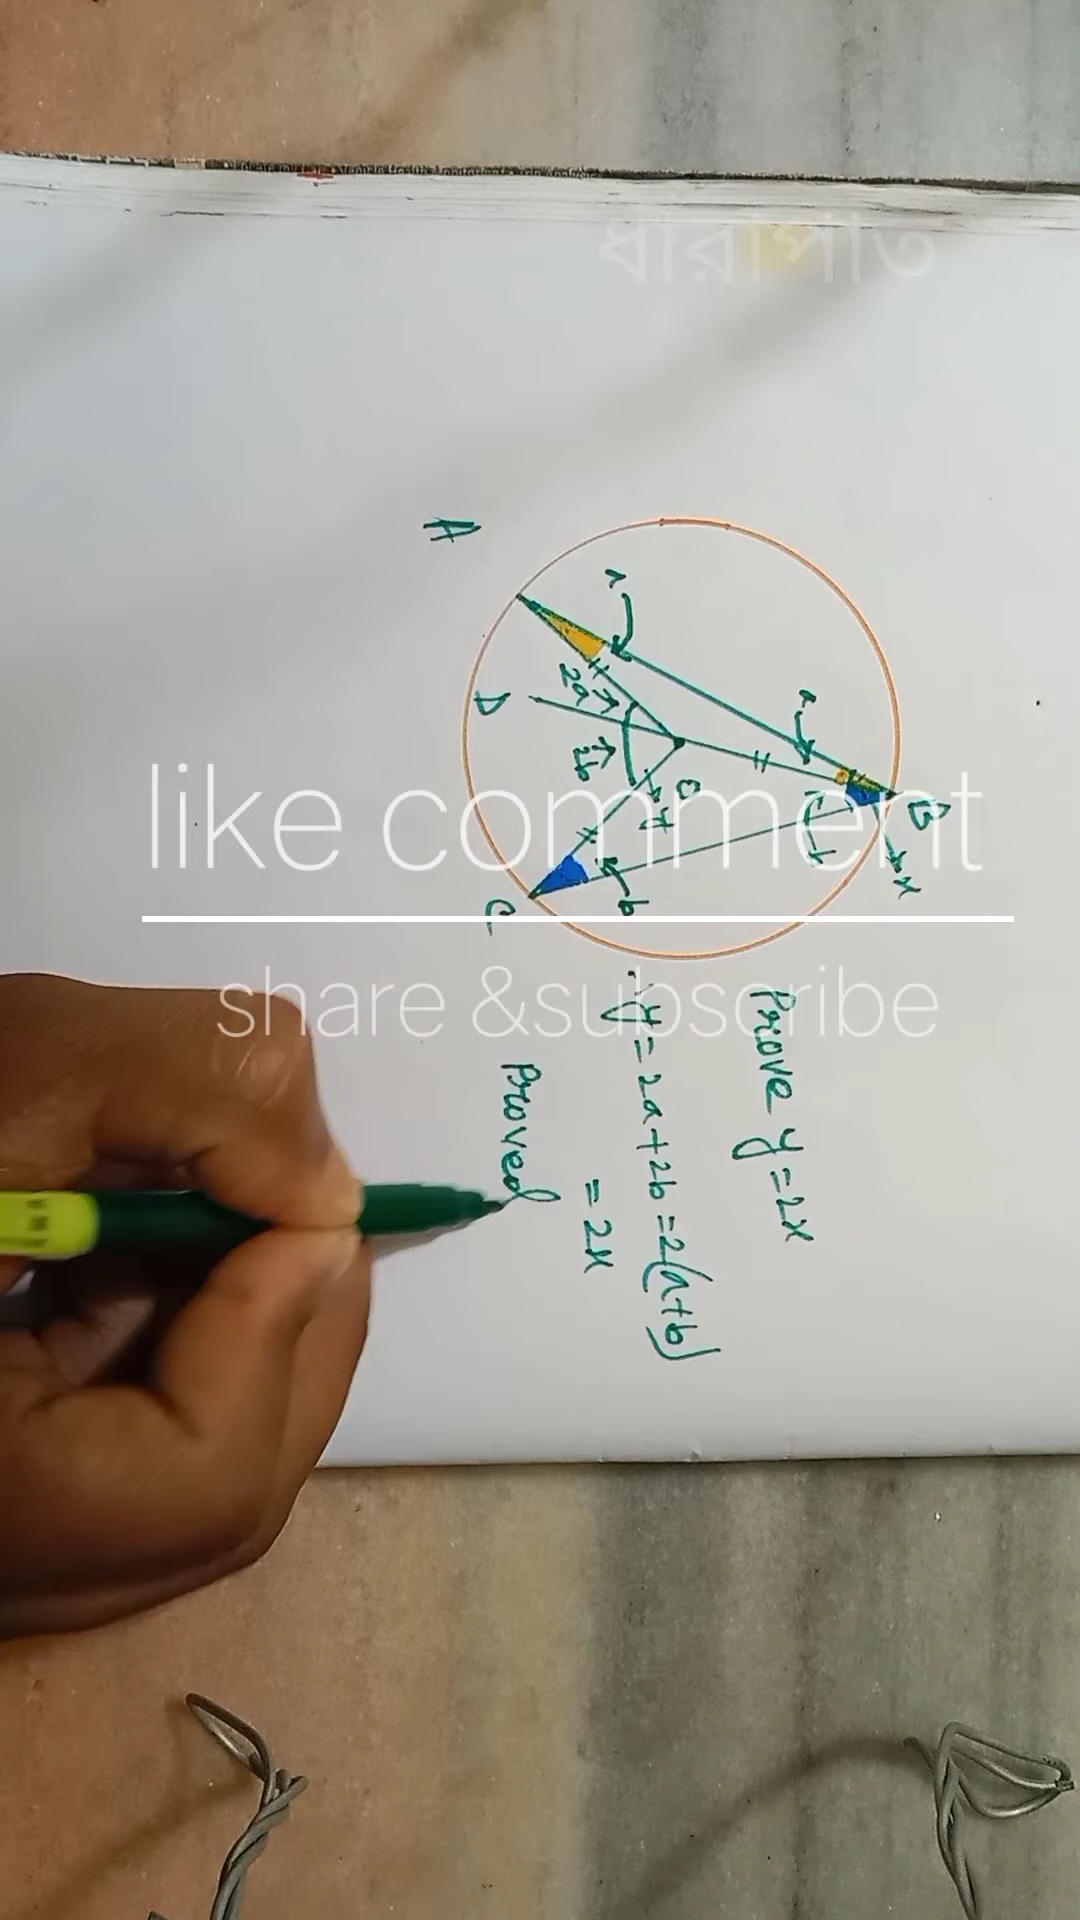 ধারাপাত
A
a
a
2a
D
2b
O
y
B
b
x
b
C
like comment
share &subscribe
Prove y = 2x
∴ y = 2a+2b = 2(a+b)
= 2x
Proved